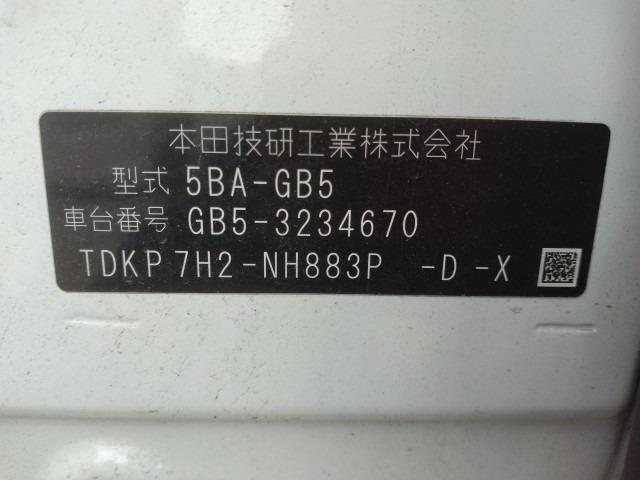 本田技研工業株式会社
型式 5BA-GB5
車台番号 GB5-3234670
TDKP 7H2-NH883P -D -X